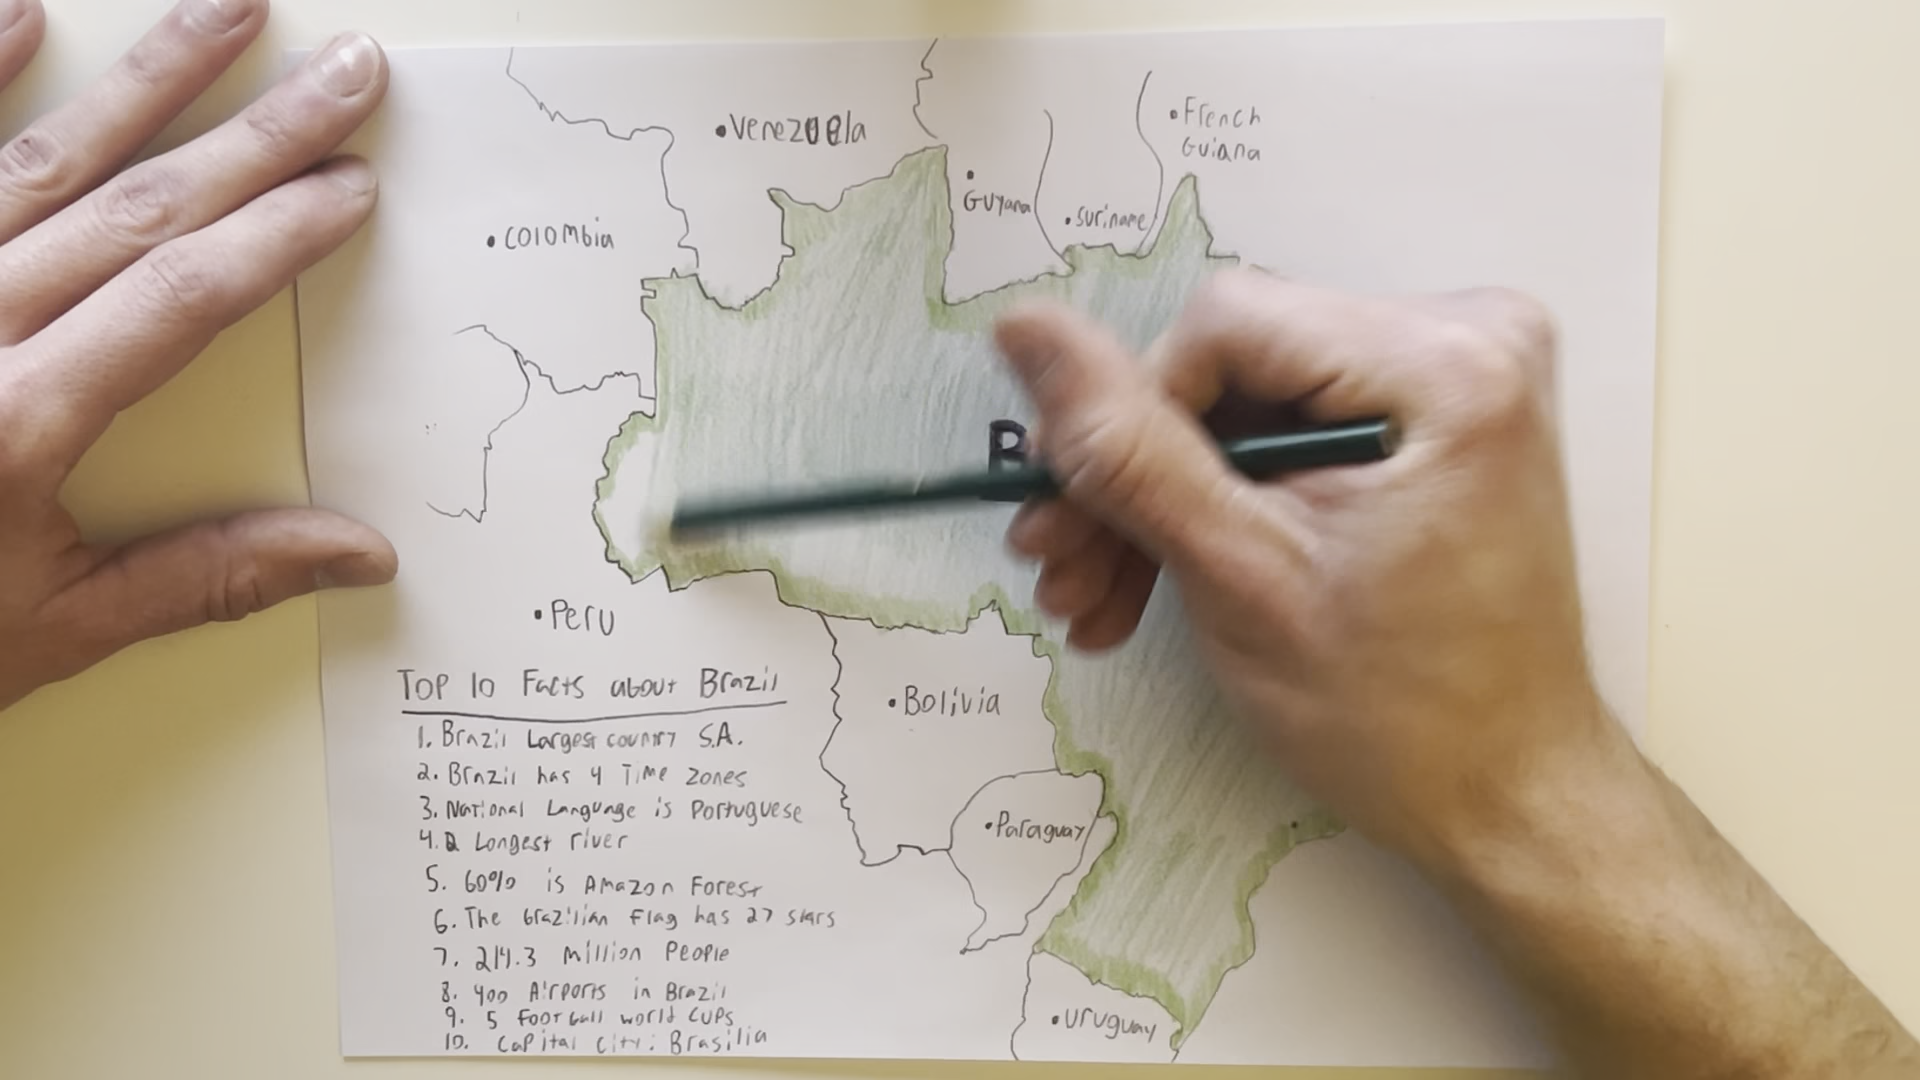 •Venezuela
•French
Guiana
•Guyana
•Suriname
•Colombia
B
•Peru
Top 10 Facts about Brazil
1. Brazil Largest country S.A.
2. Brazil has 4 Time Zones
3. National Language is Portuguese
4. 2 Longest river
5. 60% is Amazon Forest
6. The Brazilian Flag has 27 stars
7. 214.3 Million People
8. 400 Airports in Brazil
9. 5 Football world cups
10. Capital city: Brasilia
•Bolivia
•Paraguay
•Uruguay